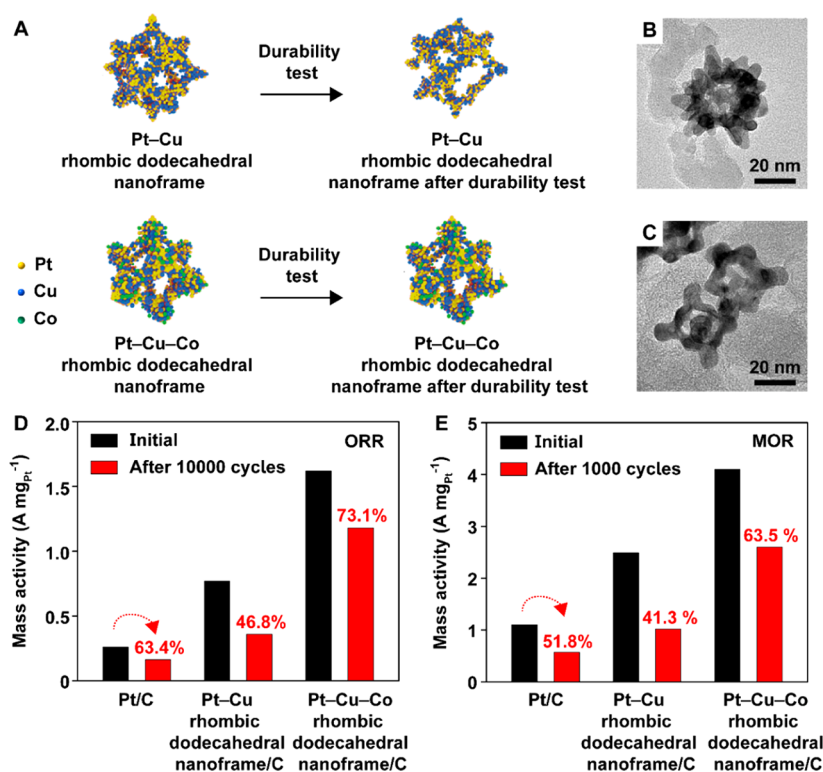 A
Durability
test
Pt–Cu
rhombic dodecahedral
nanoframe
Pt–Cu
rhombic dodecahedral
nanoframe after durability test
Pt
Cu
Co
Durability
test
Pt–Cu–Co
rhombic dodecahedral
nanoframe
Pt–Cu–Co
rhombic dodecahedral
nanoframe after durability test
B
20 nm
C
20 nm
D
Mass activity (A mgPt⁻¹)
2.0
1.5
1.0
0.5
0
Initial
After 10000 cycles
ORR
63.4%
46.8%
73.1%
Pt/C
Pt–Cu
rhombic
dodecahedral
nanoframe/C
Pt–Cu–Co
rhombic
dodecahedral
nanoframe/C
E
Mass activity (A mgPt⁻¹)
5
4
3
2
1
0
Initial
After 1000 cycles
MOR
51.8%
41.3 %
63.5 %
Pt/C
Pt–Cu
rhombic
dodecahedral
nanoframe/C
Pt–Cu–Co
rhombic
dodecahedral
nanoframe/C